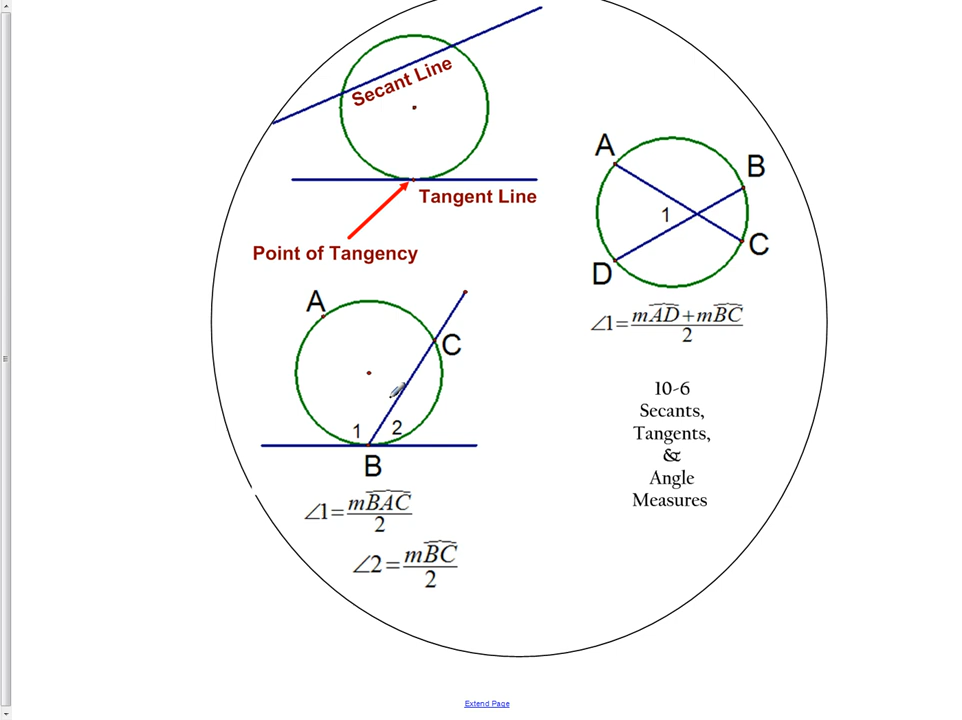 Secant Line
Tangent Line
Point of Tangency
A
B
1
C
D
∠1 = mAD + mBC / 2
A
C
1
2
B
∠1 = mBAC / 2
∠2 = mBC / 2
10-6
Secants,
Tangents,
&
Angle
Measures
Extend Page